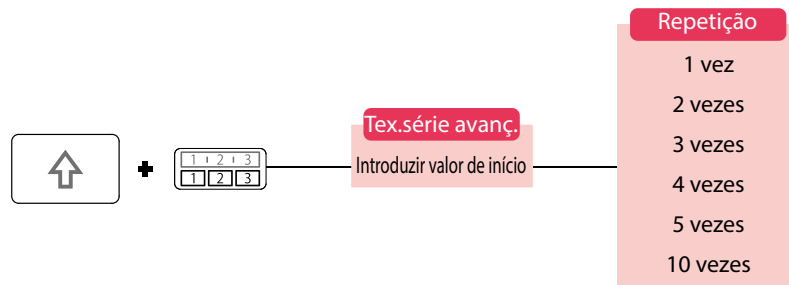 Repetição
1 vez
2 vezes
3 vezes
4 vezes
5 vezes
10 vezes
Tex.série avanç.
Introduzir valor de início
1 2 3
1 2 3